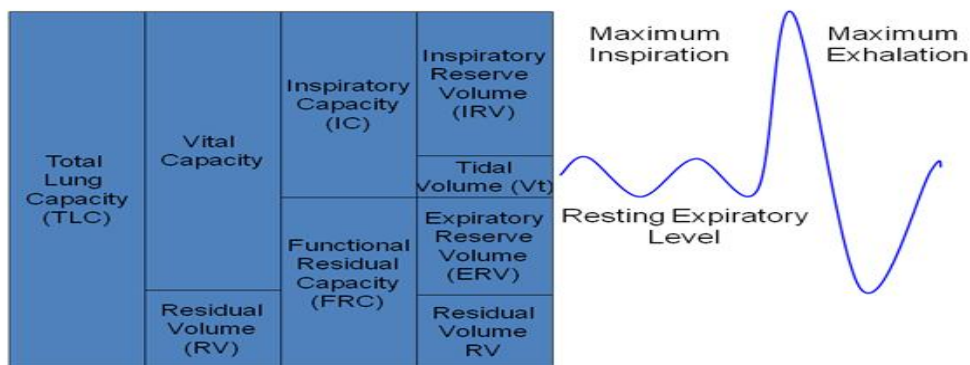 Total
Lung
Capacity
(TLC)
Vital
Capacity
Residual
Volume
(RV)
Inspiratory
Capacity
(IC)
Functional
Residual
Capacity
(FRC)
Inspiratory
Reserve
Volume
(IRV)
Tidal
Volume (Vt)
Expiratory
Reserve
Volume
(ERV)
Residual
Volume
RV
Maximum
Inspiration
Maximum
Exhalation
Resting Expiratory
Level